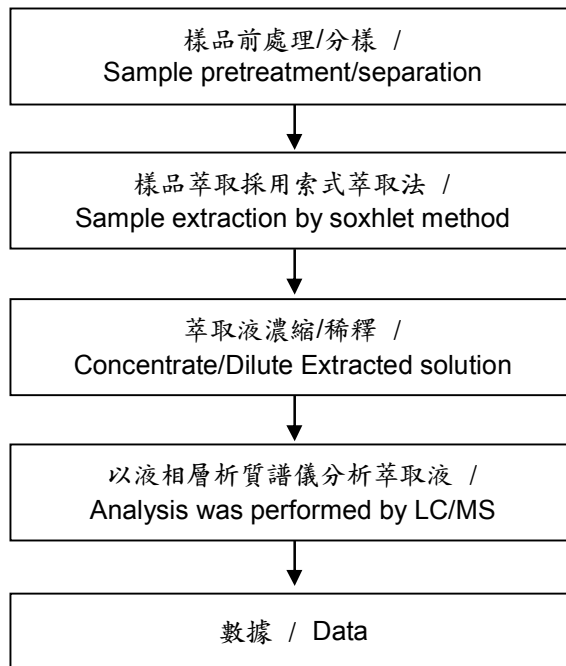 樣品前處理/分樣 /
Sample pretreatment/separation
樣品萃取採用索式萃取法 /
Sample extraction by soxhlet method
萃取液濃縮/稀釋 /
Concentrate/Dilute Extracted solution
以液相層析質譜儀分析萃取液 /
Analysis was performed by LC/MS
數據 / Data